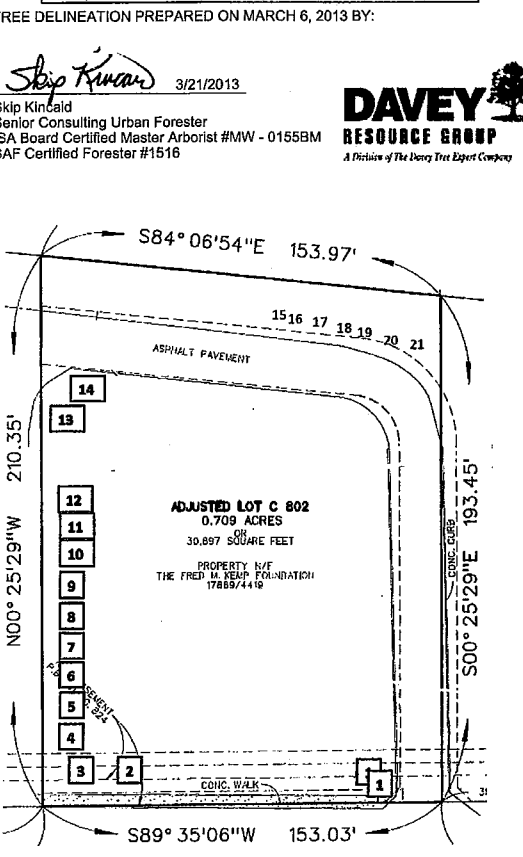 TREE DELINEATION PREPARED ON MARCH 6, 2013 BY:
Skip Kincaid 3/21/2013
Skip Kincaid
Senior Consulting Urban Forester
ISA Board Certified Master Arborist #MW - 0155BM
SAF Certified Forester #1516
DAVEY
RESOURCE GROUP
A Division of The Davey Tree Expert Company
S84° 06'54"E 153.97'
15 16 17 18 19 20 21
ASPHALT PAVEMENT
14
13
N00° 25'29"W 210.35'
12
11
10
9
8
7
6
5
4
3
2
1
ADJUSTED LOT C 802
0.709 ACRES
OR
30,897 SQUARE FEET
PROPERTY N/F
THE FRED M. KEMP FOUNDATION
17889/4419
CONC. CURB
S00° 25'29"E 193.45'
EASEMENT
824
CONC. WALK
S89° 35'06"W 153.03'